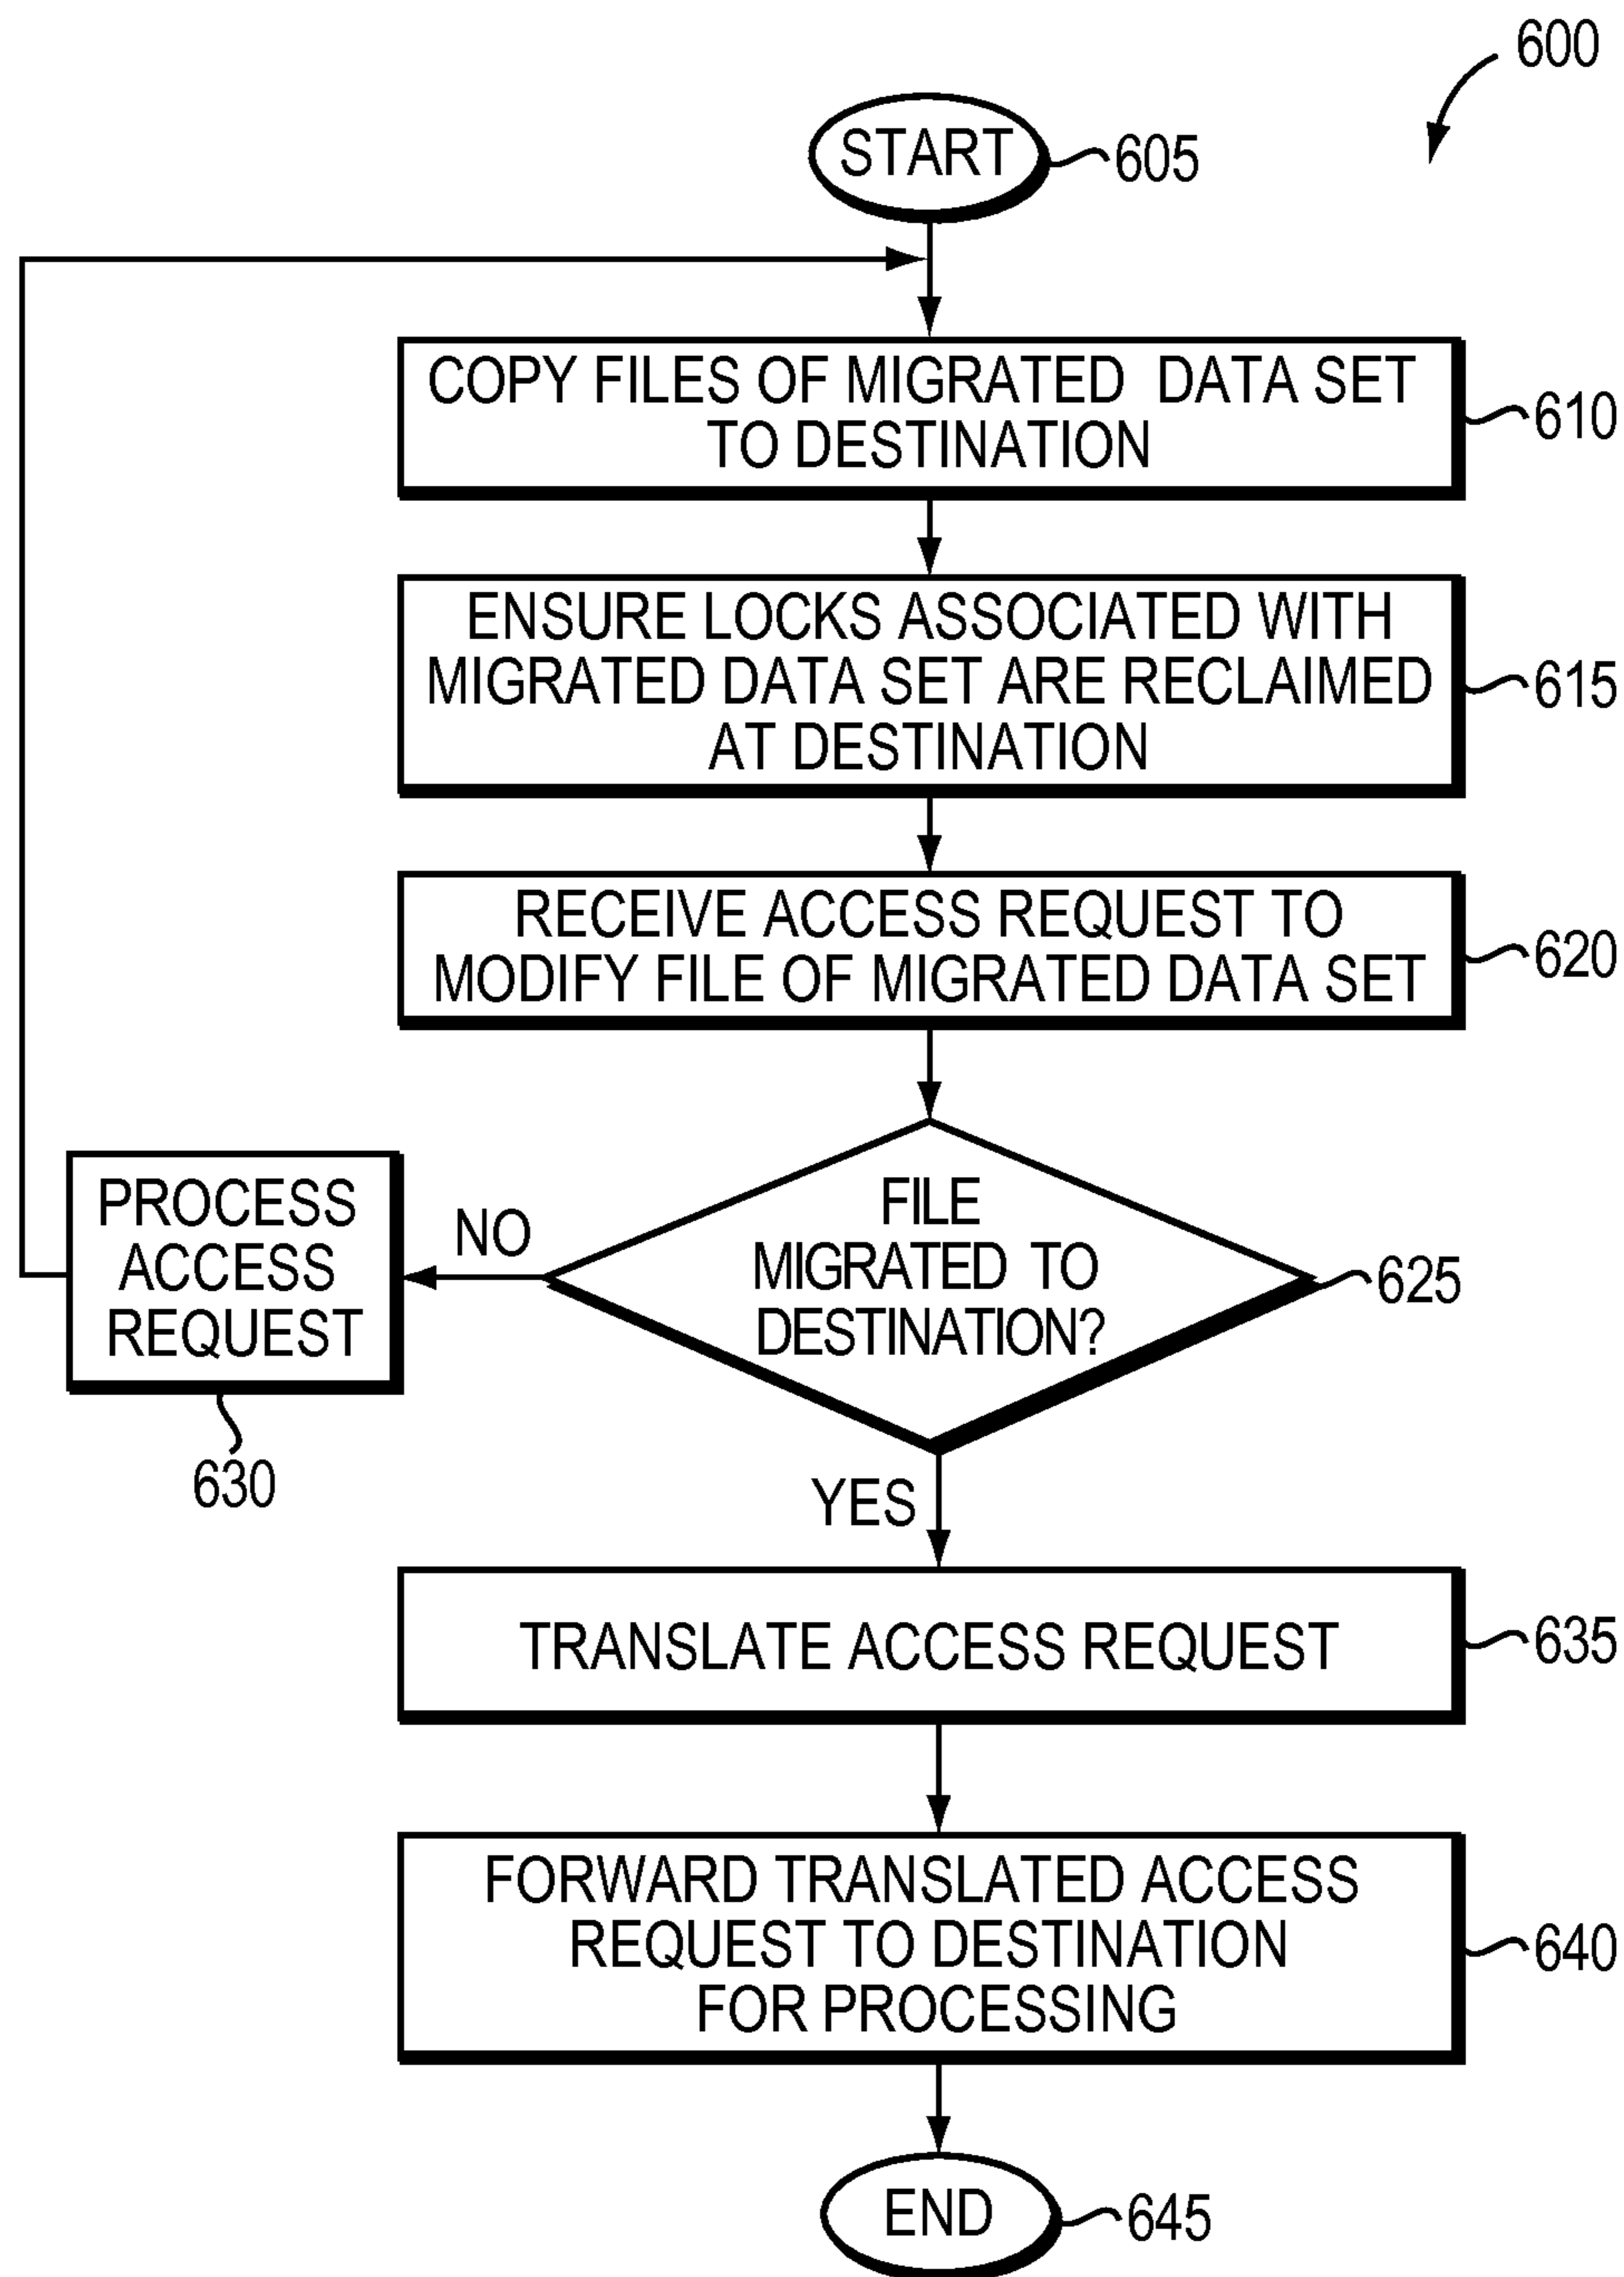 600
START
605
COPY FILES OF MIGRATED DATA SET
TO DESTINATION
610
ENSURE LOCKS ASSOCIATED WITH
MIGRATED DATA SET ARE RECLAIMED
AT DESTINATION
615
RECEIVE ACCESS REQUEST TO
MODIFY FILE OF MIGRATED DATA SET
620
FILE
MIGRATED TO
DESTINATION?
625
NO
PROCESS
ACCESS
REQUEST
630
YES
TRANSLATE ACCESS REQUEST
635
FORWARD TRANSLATED ACCESS
REQUEST TO DESTINATION
FOR PROCESSING
640
END
645